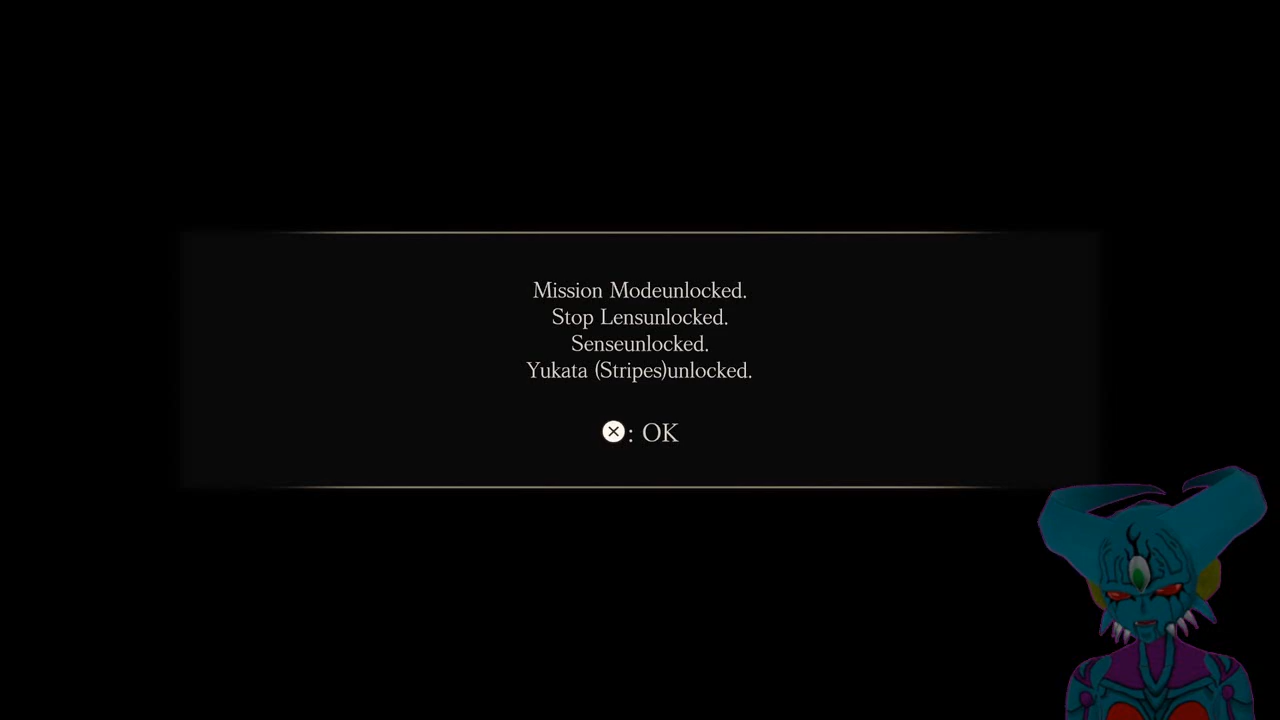 Mission Modeunlocked.
Stop Lensunlocked.
Senseunlocked.
Yukata (Stripes)unlocked.
: OK